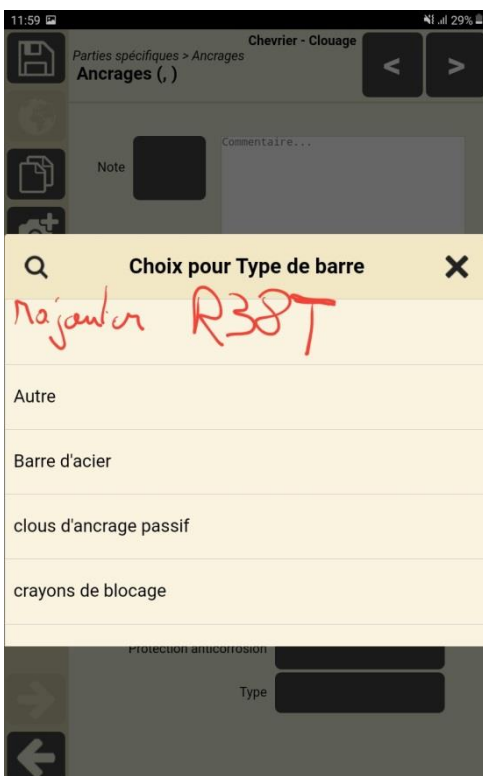 11:59 29%
Chevrier - Clouage
Parties spécifiques > Ancrages
Ancrages (, )
< >
Note
Commentaire...
Choix pour Type de barre
R38T
Autre
Barre d'acier
clous d'ancrage passif
crayons de blocage
Protection anticorrosion
Type